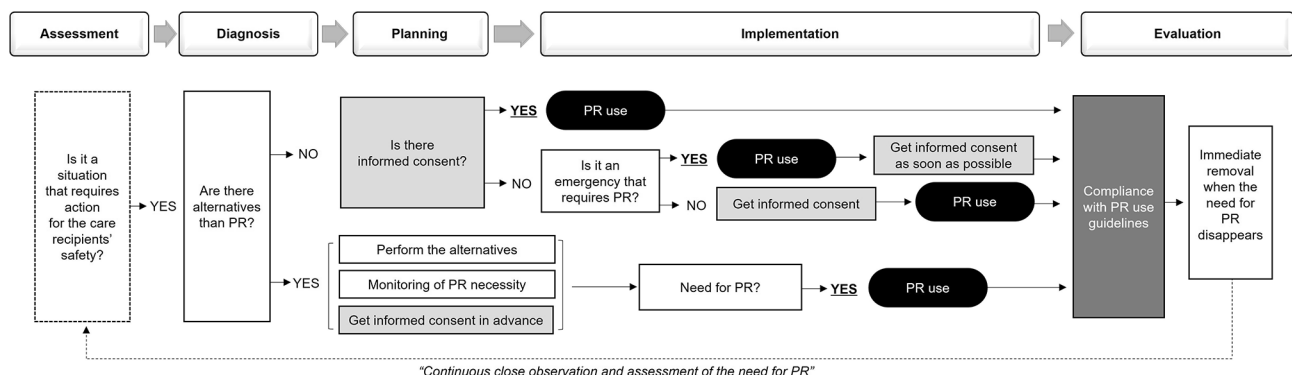 Assessment
Diagnosis
Planning
Implementation
Evaluation
Is it a
situation
that requires
action
for the care
recipients'
safety?
YES
Are there
alternatives
than PR?
NO
YES
Is there
informed consent?
YES
PR use
NO
Is it an
emergency that
requires PR?
YES
PR use
Get informed consent
as soon as possible
NO
Get informed consent
PR use
Perform the alternatives
Monitoring of PR necessity
Get informed consent in advance
Need for PR?
YES
PR use
Compliance
with PR use
guidelines
Immediate
removal
when the
need for
PR
disappears
“Continuous close observation and assessment of the need for PR”